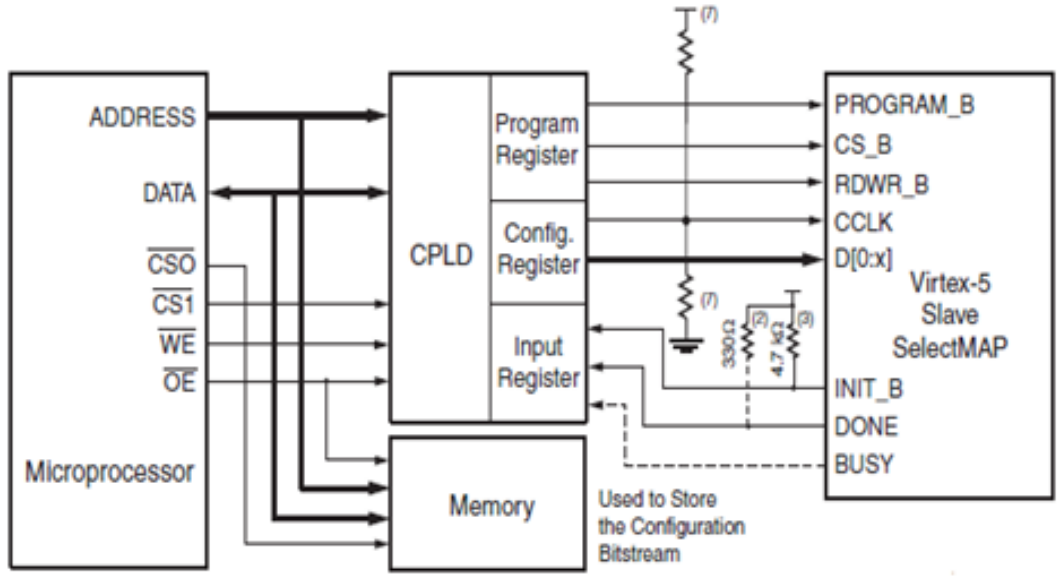 (7)
ADDRESS
DATA
CSO
CS1
WE
OE
Microprocessor
CPLD
Program
Register
Config.
Register
Input
Register
Memory
Used to Store
the Configuration
Bitstream
(7)
330Ω
(2)
4.7 kΩ
(3)
PROGRAM_B
CS_B
RDWR_B
CCLK
D[0:x]
Virtex-5
Slave
SelectMAP
INIT_B
DONE
BUSY